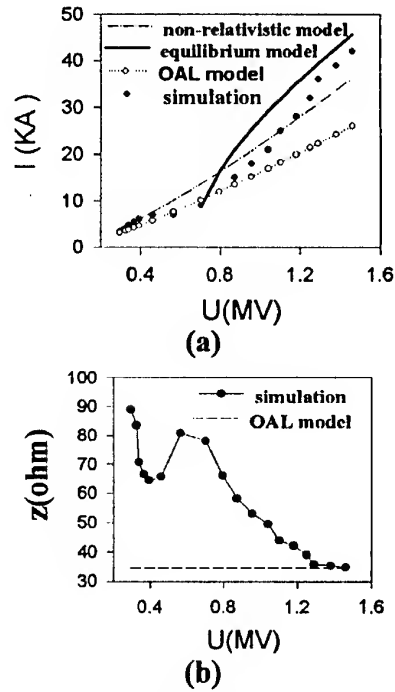 non-relativistic model
equilibrium model
OAL model
simulation
I (KA)
50
40
30
20
10
0
0.4 0.8 1.2 1.6
U(MV)
(a)
simulation
OAL model
z(ohm)
100
90
80
70
60
50
40
30
0.4 0.8 1.2 1.6
U(MV)
(b)